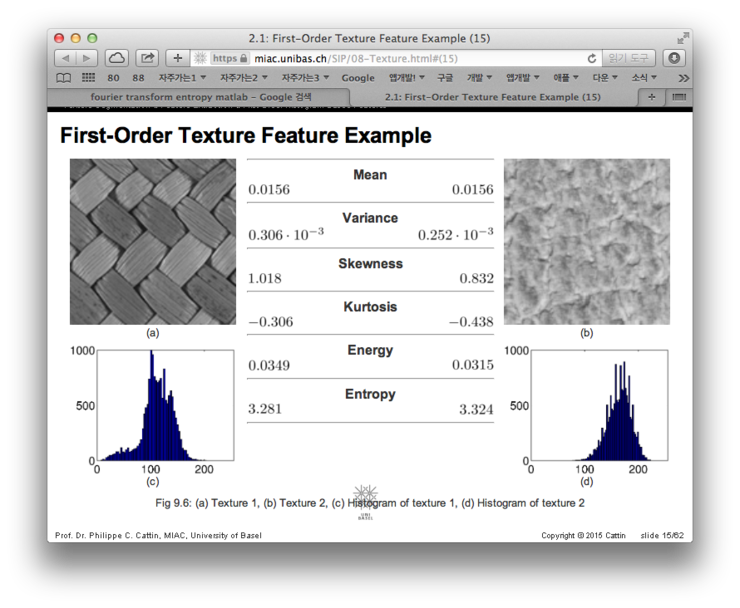 2.1: First-Order Texture Feature Example (15)
https miac.unibas.ch/SIP/08-Texture.html#(15) 읽기 도구
80 88 자주가는1 ▼ 자주가는2 ▼ 자주가는3 ▼ Google 앱개발! ▼ 구글 개발 ▼ 앱개발 ▼ 애플 ▼ 다운 ▼ 소식 ▼ >>
fourier transform entropy matlab – Google 검색 2.1: First-Order Texture Feature Example (15)
First-Order Texture Feature Example
Mean
0.0156 0.0156
Variance
0.306 · 10⁻³ 0.252 · 10⁻³
Skewness
1.018 0.832
Kurtosis
−0.306 −0.438
Energy
0.0349 0.0315
Entropy
3.281 3.324
(a) (b)
1000 1000
500 500
0 0
0 100 200 0 100 200
(c) (d)
UNI
BASEL
Fig 9.6: (a) Texture 1, (b) Texture 2, (c) Histogram of texture 1, (d) Histogram of texture 2
Prof. Dr. Philippe C. Cattin, MIAC, University of Basel Copyright @ 2015 Cattin slide 15/62